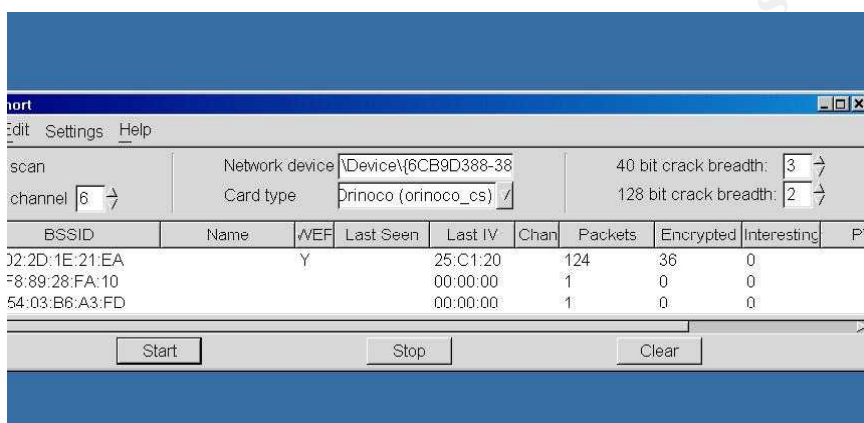 nort
Edit Settings Help
scan Network device \Device\{6CB9D388-38 40 bit crack breadth: 3
channel 6 Card type Orinoco (orinoco_cs) 128 bit crack breadth: 2
BSSID Name WEF Last Seen Last IV Chan Packets Encrypted Interesting
02:2D:1E:21:EA Y 25:C1:20 124 36 0
F8:89:28:FA:10 00:00:00 1 0 0
54:03:B6:A3:FD 00:00:00 1 0 0
Start Stop Clear